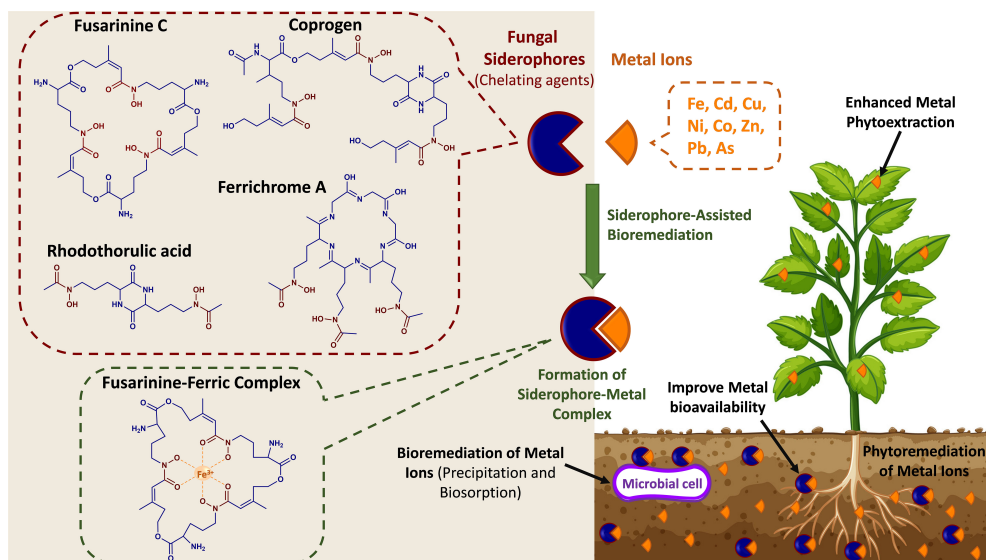 Fusarinine C
Coprogen
Ferrichrome A
Rhodothorulic acid
Fungal
Siderophores
(Chelating agents)
Metal Ions
Fe, Cd, Cu,
Ni, Co, Zn,
Pb, As
Enhanced Metal
Phytoextraction
Siderophore-Assisted
Bioremediation
Formation of
Siderophore-Metal
Complex
Fusarinine-Ferric Complex
Fe³⁺
Improve Metal
bioavailability
Bioremediation of Metal
Ions (Precipitation and
Biosorption)
Microbial cell
Phytoremediation
of Metal Ions